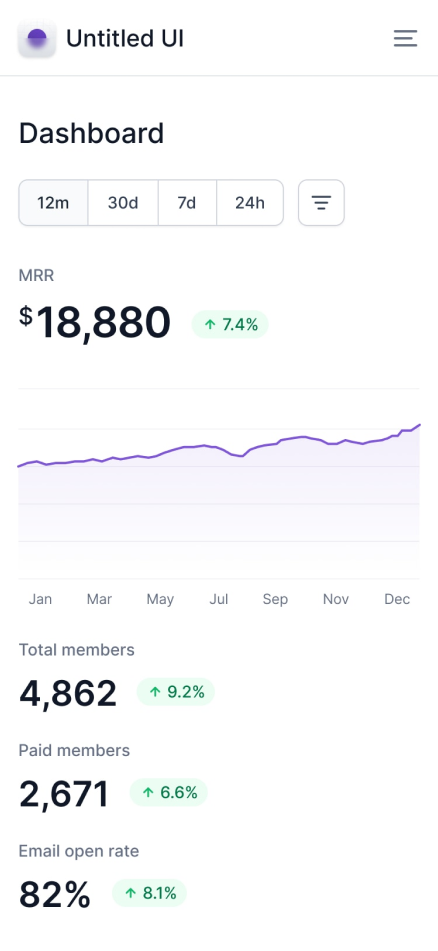 Untitled UI
Dashboard
12m 30d 7d 24h
MRR
$18,880 7.4%
Jan Mar May Jul Sep Nov Dec
Total members
4,862 9.2%
Paid members
2,671 6.6%
Email open rate
82% 8.1%